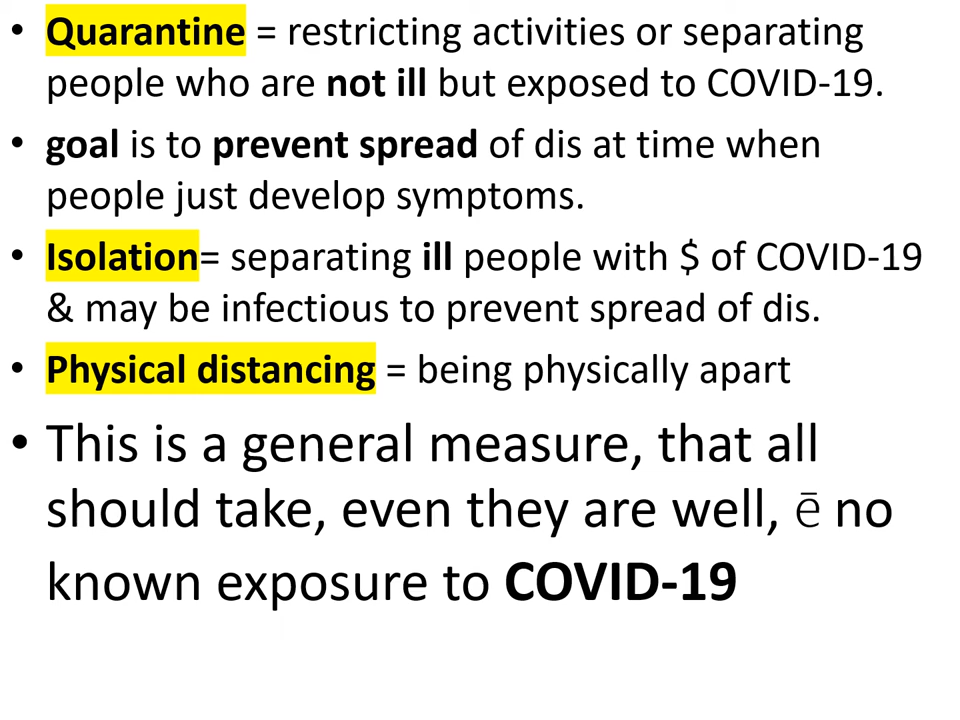 • Quarantine = restricting activities or separating
people who are not ill but exposed to COVID-19.
• goal is to prevent spread of dis at time when
people just develop symptoms.
• Isolation= separating ill people with $ of COVID-19
& may be infectious to prevent spread of dis.
• Physical distancing = being physically apart
• This is a general measure, that all
should take, even they are well, ē no
known exposure to COVID-19